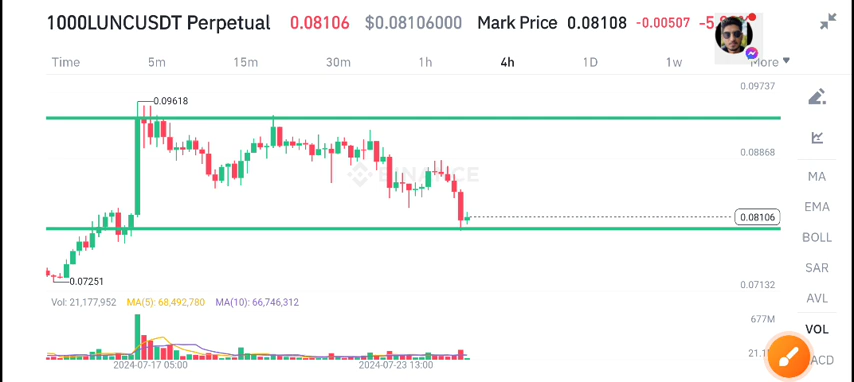 1000LUNCUSDT Perpetual 0.08106 $0.08106000 Mark Price 0.08108 -0.00507
Time 5m 15m 30m 1h 4h 1D 1w More
0.09737
0.09618
0.08868
BINANCE
MA
EMA
0.08106
BOLL
SAR
0.07251
0.07132
AVL
Vol: 21,177,952 MA(5): 68,492,780 MA(10): 66,746,312
677M
VOL
2024-07-17 05:00 2024-07-23 13:00